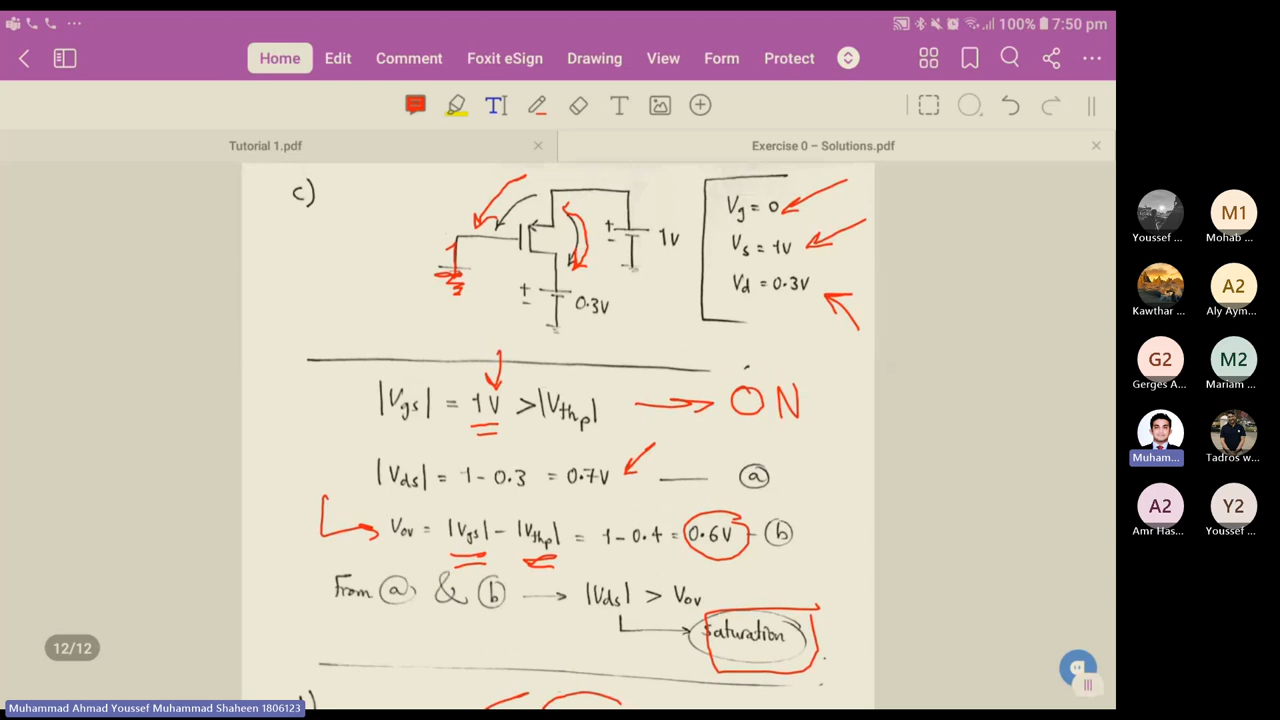 100% 7:50 pm
Home Edit Comment Foxit eSign Drawing View Form Protect
Tutorial 1.pdf Exercise 0 – Solutions.pdf
c)
Vg = 0
Vs = 1V
Vd = 0.3V
+
-
1V
+
-
0.3V
|Vgs| = 1V > |Vthp| → ON
|Vds| = 1 - 0.3 = 0.7V — a
Vov = |Vgs| - |Vthp| = 1 - 0.4 = 0.6V - b
From a & b → |Vds| > Vov
saturation
12/12
Youssef ... M1 Mohab ...
Kawthar ... A2 Aly Aym...
G2 Gerges A... M2 Mariam ...
Muham... Tadros w...
A2 Amr Has... Y2 Youssef ...
Muhammad Ahmad Youssef Muhammad Shaheen 1806123